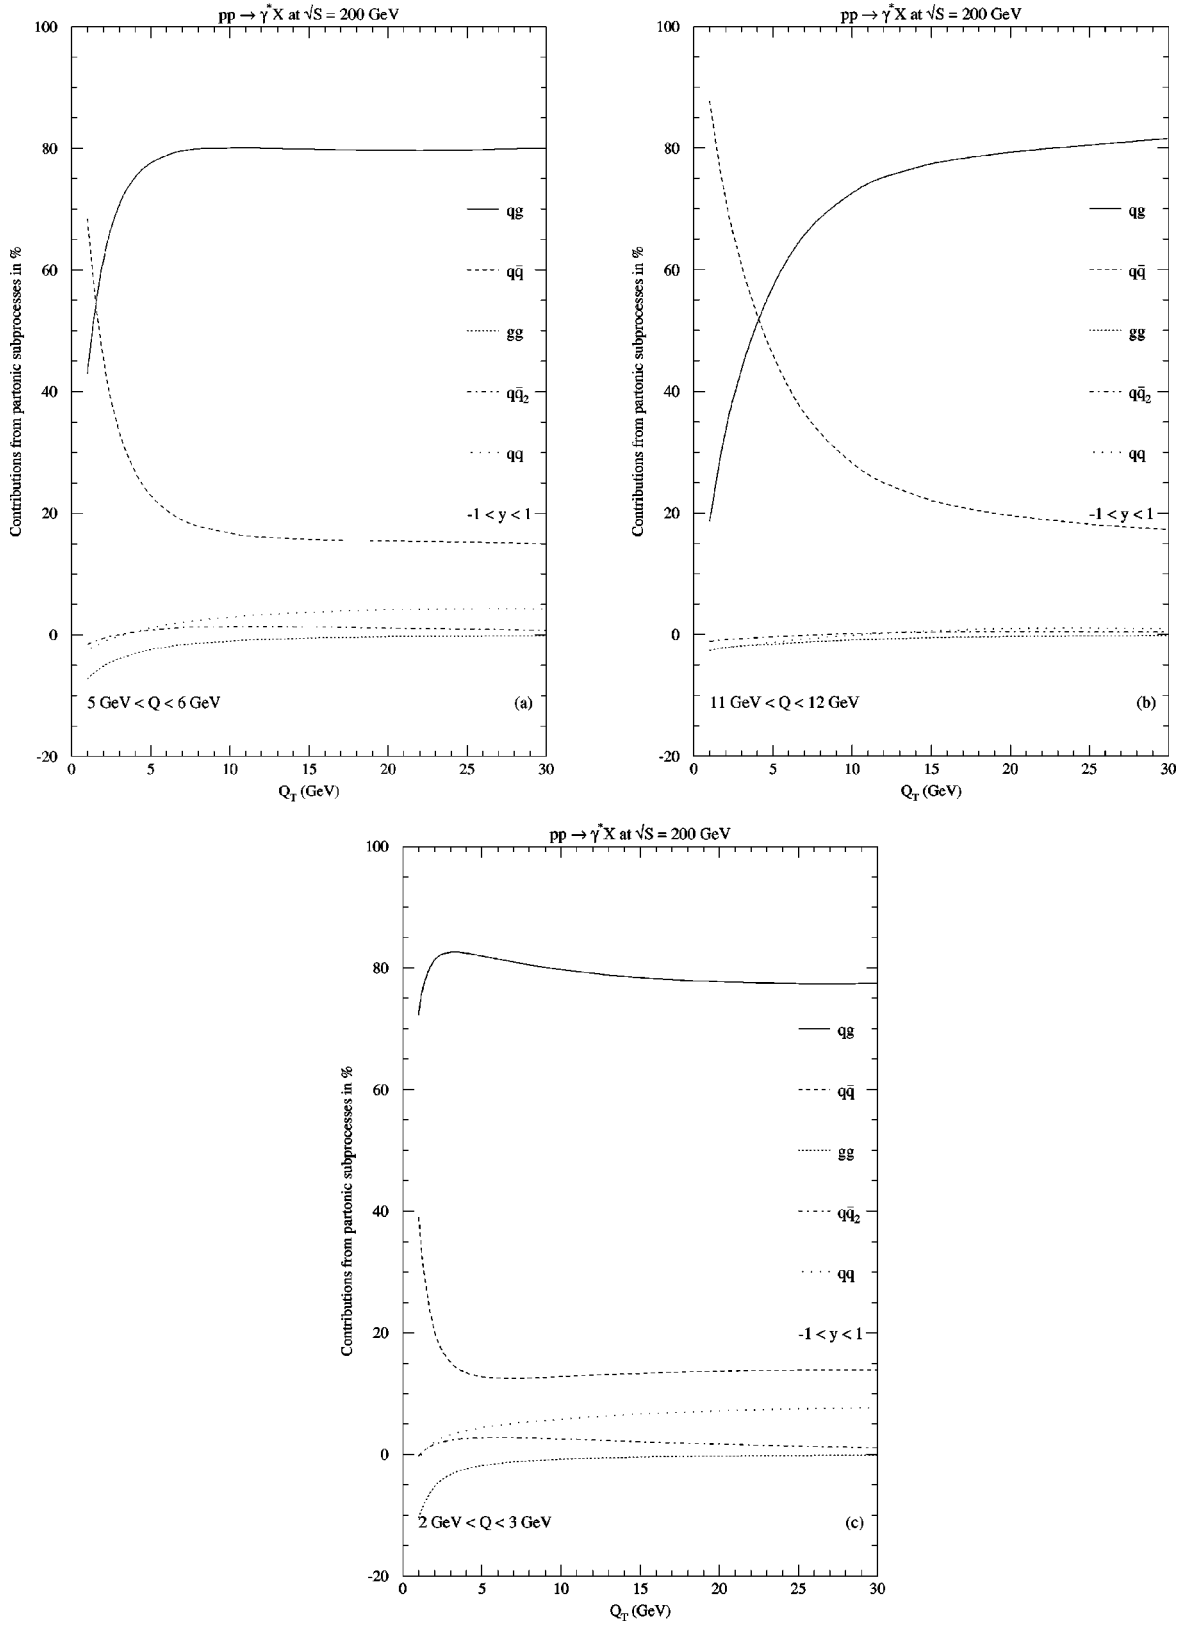 pp → γ*X at √S = 200 GeV
100
80
60
40
20
0
-20
Contributions from partonic subprocesses in %
qg
qq̄
gg
qq̄₂
qq
-1 < y < 1
5 GeV < Q < 6 GeV
(a)
0 5 10 15 20 25 30
Q_T (GeV)
pp → γ*X at √S = 200 GeV
100
80
60
40
20
0
-20
Contributions from partonic subprocesses in %
qg
qq̄
gg
qq̄₂
qq
-1 < y < 1
11 GeV < Q < 12 GeV
(b)
0 5 10 15 20 25 30
Q_T (GeV)
pp → γ*X at √S = 200 GeV
100
80
60
40
20
0
-20
Contributions from partonic subprocesses in %
qg
qq̄
gg
qq̄₂
qq
-1 < y < 1
2 GeV < Q < 3 GeV
(c)
0 5 10 15 20 25 30
Q_T (GeV)